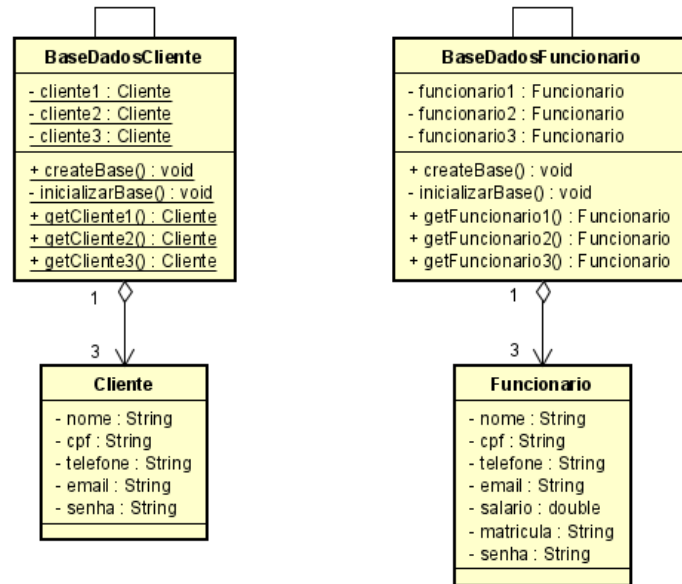 BaseDadosCliente
- cliente1 : Cliente
- cliente2 : Cliente
- cliente3 : Cliente
+ createBase() : void
- inicializarBase() : void
+ getCliente1() : Cliente
+ getCliente2() : Cliente
+ getCliente3() : Cliente
1
3
Cliente
- nome : String
- cpf : String
- telefone : String
- email : String
- senha : String
BaseDadosFuncionario
- funcionario1 : Funcionario
- funcionario2 : Funcionario
- funcionario3 : Funcionario
+ createBase() : void
- inicializarBase() : void
+ getFuncionario1() : Funcionario
+ getFuncionario2() : Funcionario
+ getFuncionario3() : Funcionario
1
3
Funcionario
- nome : String
- cpf : String
- telefone : String
- email : String
- salario : double
- matricula : String
- senha : String